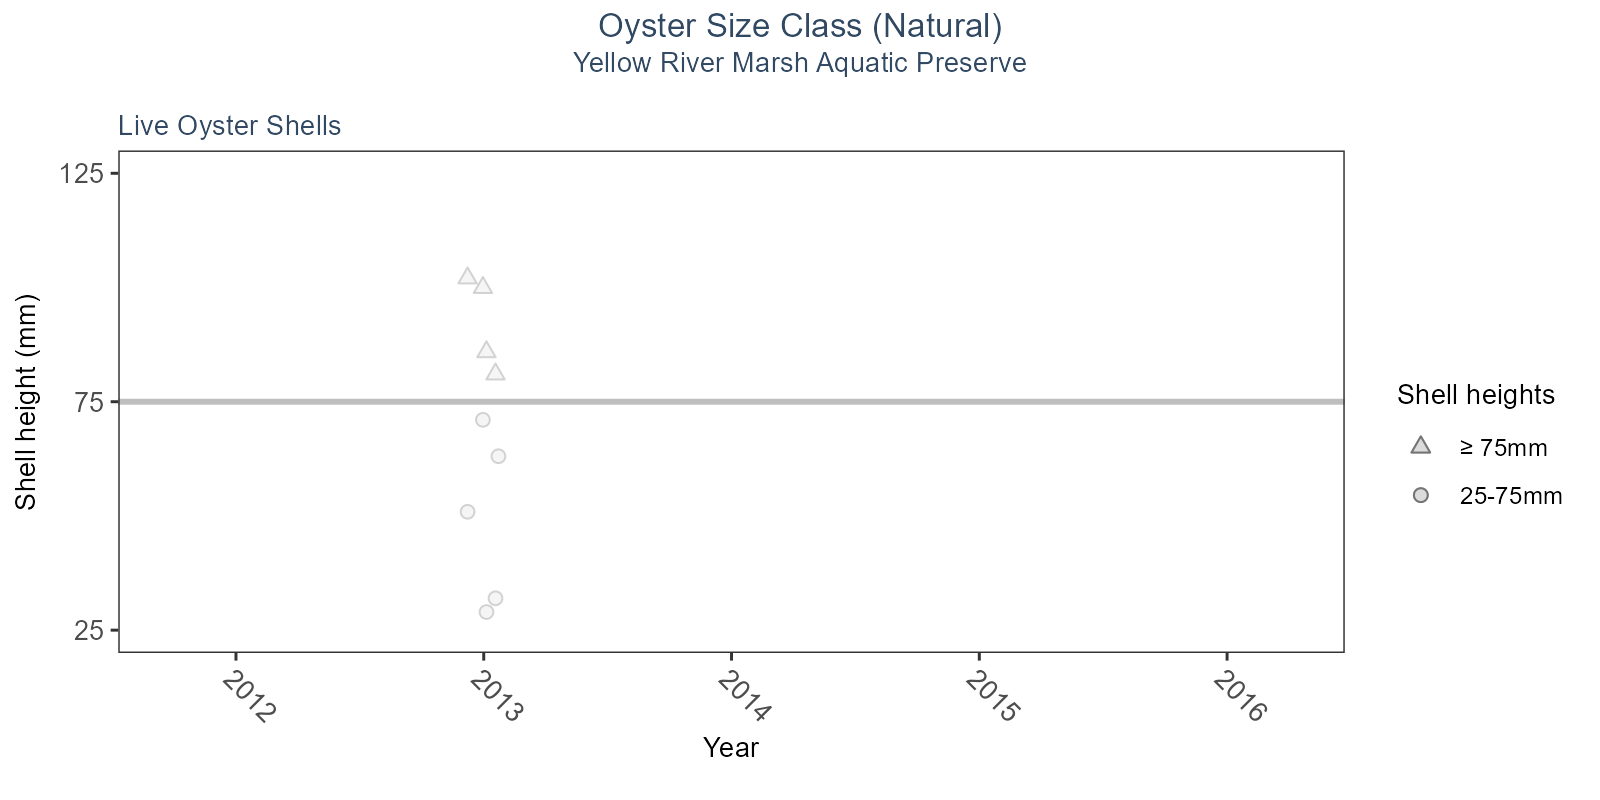 Oyster Size Class (Natural)
Yellow River Marsh Aquatic Preserve
Live Oyster Shells
125
75
25
Shell height (mm)
2012
2013
2014
2015
2016
Year
Shell heights
≥ 75mm
25-75mm